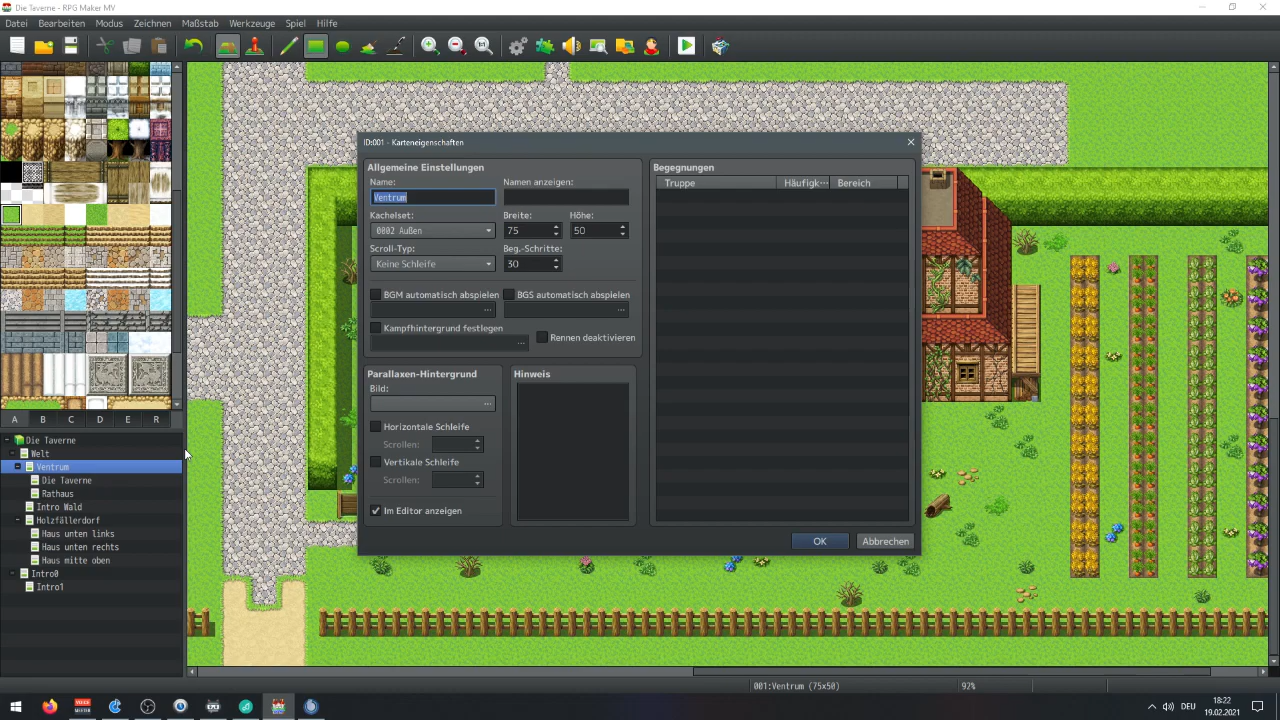 Die Taverne - RPG Maker MV
Datei Bearbeiten Modus Zeichnen Maßstab Werkzeuge Spiel Hilfe
ID:001 - Karteneigenschaften
Allgemeine Einstellungen
Name: Namen anzeigen:
Ventrum
Kachelset: Breite: Höhe:
0002 Außen 75 50
Scroll-Typ: Beg.-Schritte:
Keine Schleife 30
BGM automatisch abspielen BGS automatisch abspielen
... ...
Kampfhintergrund festlegen
Rennen deaktivieren
...
Parallaxen-Hintergrund
Bild:
...
Horizontale Schleife
Scrollen:
Vertikale Schleife
Scrollen:
Im Editor anzeigen
Hinweis
Begegnungen
Truppe Häufigk... Bereich
OK Abbrechen
A B C D E R
Die Taverne
Welt
Ventrum
Die Taverne
Rathaus
Intro Wald
Holzfällerdorf
Haus unten links
Haus unten rechts
Haus mitte oben
Intro0
Intro1
001:Ventrum (75x50) 92%
VOICE
MEETER
DEU
18:22
19.02.2021